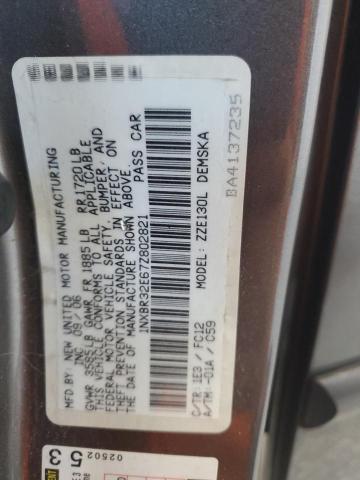 MFD. BY: NEW UNITED MOTOR MANUFACTURING
INC 09/06
GVWR 3585LB GAWR FR 1885LB RR 1720LB
THIS VEHICLE CONFORMS TO ALL APPLICABLE
FEDERAL MOTOR VEHICLE SAFETY, BUMPER, AND
THEFT PREVENTION STANDARDS IN EFFECT ON
THE DATE OF MANUFACTURE SHOWN ABOVE.
1NXBR32E67Z802821 PASS CAR
MODEL: ZZE130L DEMSKA
C/TR: 1E3 / FC12
A/TM: -01A / C59
BA4137235
02502
5
3